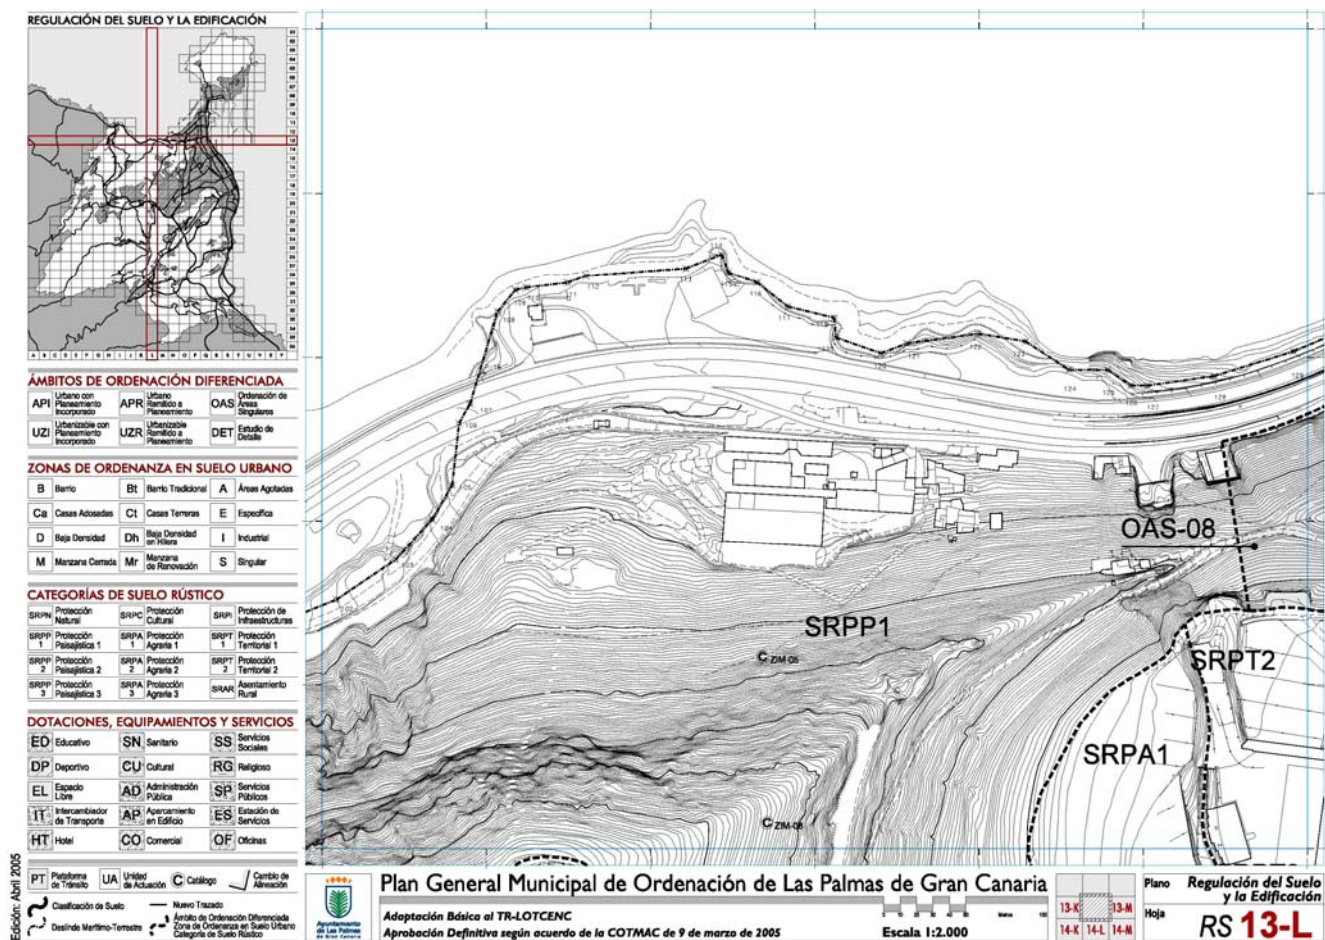 REGULACIÓN DEL SUELO Y LA EDIFICACIÓN
ÁMBITOS DE ORDENACIÓN DIFERENCIADA
API Urbano con Planeamiento Incorporado
APR Urbano Remitido a Planeamiento
OAS Ordenación de Áreas Singulares
UZI Urbanizable con Planeamiento Incorporado
UZR Urbanizable Remitido a Planeamiento
DET Estudio de Detalle
ZONAS DE ORDENANZA EN SUELO URBANO
B Barrio
Bt Barrio Tradicional
A Áreas Agotadas
Ca Casas Adosadas
Ct Casas Terreras
E Específica
D Baja Densidad
Dh Baja Densidad en Hilera
I Industrial
M Manzana Cerrada
Mr Manzana de Renovación
S Singular
CATEGORÍAS DE SUELO RÚSTICO
SRPN Protección Natural
SRPC Protección Cultural
SRPI Protección de Infraestructuras
SRPP 1 Protección Paisajística 1
SRPA 1 Protección Agraria 1
SRPT 1 Protección Territorial 1
SRPP 2 Protección Paisajística 2
SRPA 2 Protección Agraria 2
SRPT 2 Protección Territorial 2
SRPP 3 Protección Paisajística 3
SRPA 3 Protección Agraria 3
SRAR Asentamiento Rural
DOTACIONES, EQUIPAMIENTOS Y SERVICIOS
ED Educativo
SN Sanitario
SS Servicios Sociales
DP Deportivo
CU Cultural
RG Religioso
EL Espacio Libre
AD Administración Pública
SP Servicios Públicos
IT Intercambiador de Transporte
AP Aparcamiento en Edificio
ES Estación de Servicios
HT Hotel
CO Comercial
OF Oficinas
PT Plataforma de Tránsito
UA Unidad de Actuación
C Catálogo
Cambio de Alineación
Clasificación de Suelo
Nuevo Trazado
Deslinde Marítimo-Terrestre
Ámbito de Ordenación Diferenciada
Zona de Ordenanza en Suelo Urbano
Categoría de Suelo Rústico
Edición: Abril 2005
OAS-08
SRPP1
C ZIM-05
SRPT2
SRPA1
C ZIM-06
Ayuntamiento
de Las Palmas
de Gran Canaria
Plan General Municipal de Ordenación de Las Palmas de Gran Canaria
Adaptación Básica al TR-LOTCENC
Aprobación Definitiva según acuerdo de la COTMAC de 9 de marzo de 2005
Escala 1:2.000
13-K 13-M
14-K 14-L 14-M
Plano Regulación del Suelo
y la Edificación
Hoja RS 13-L